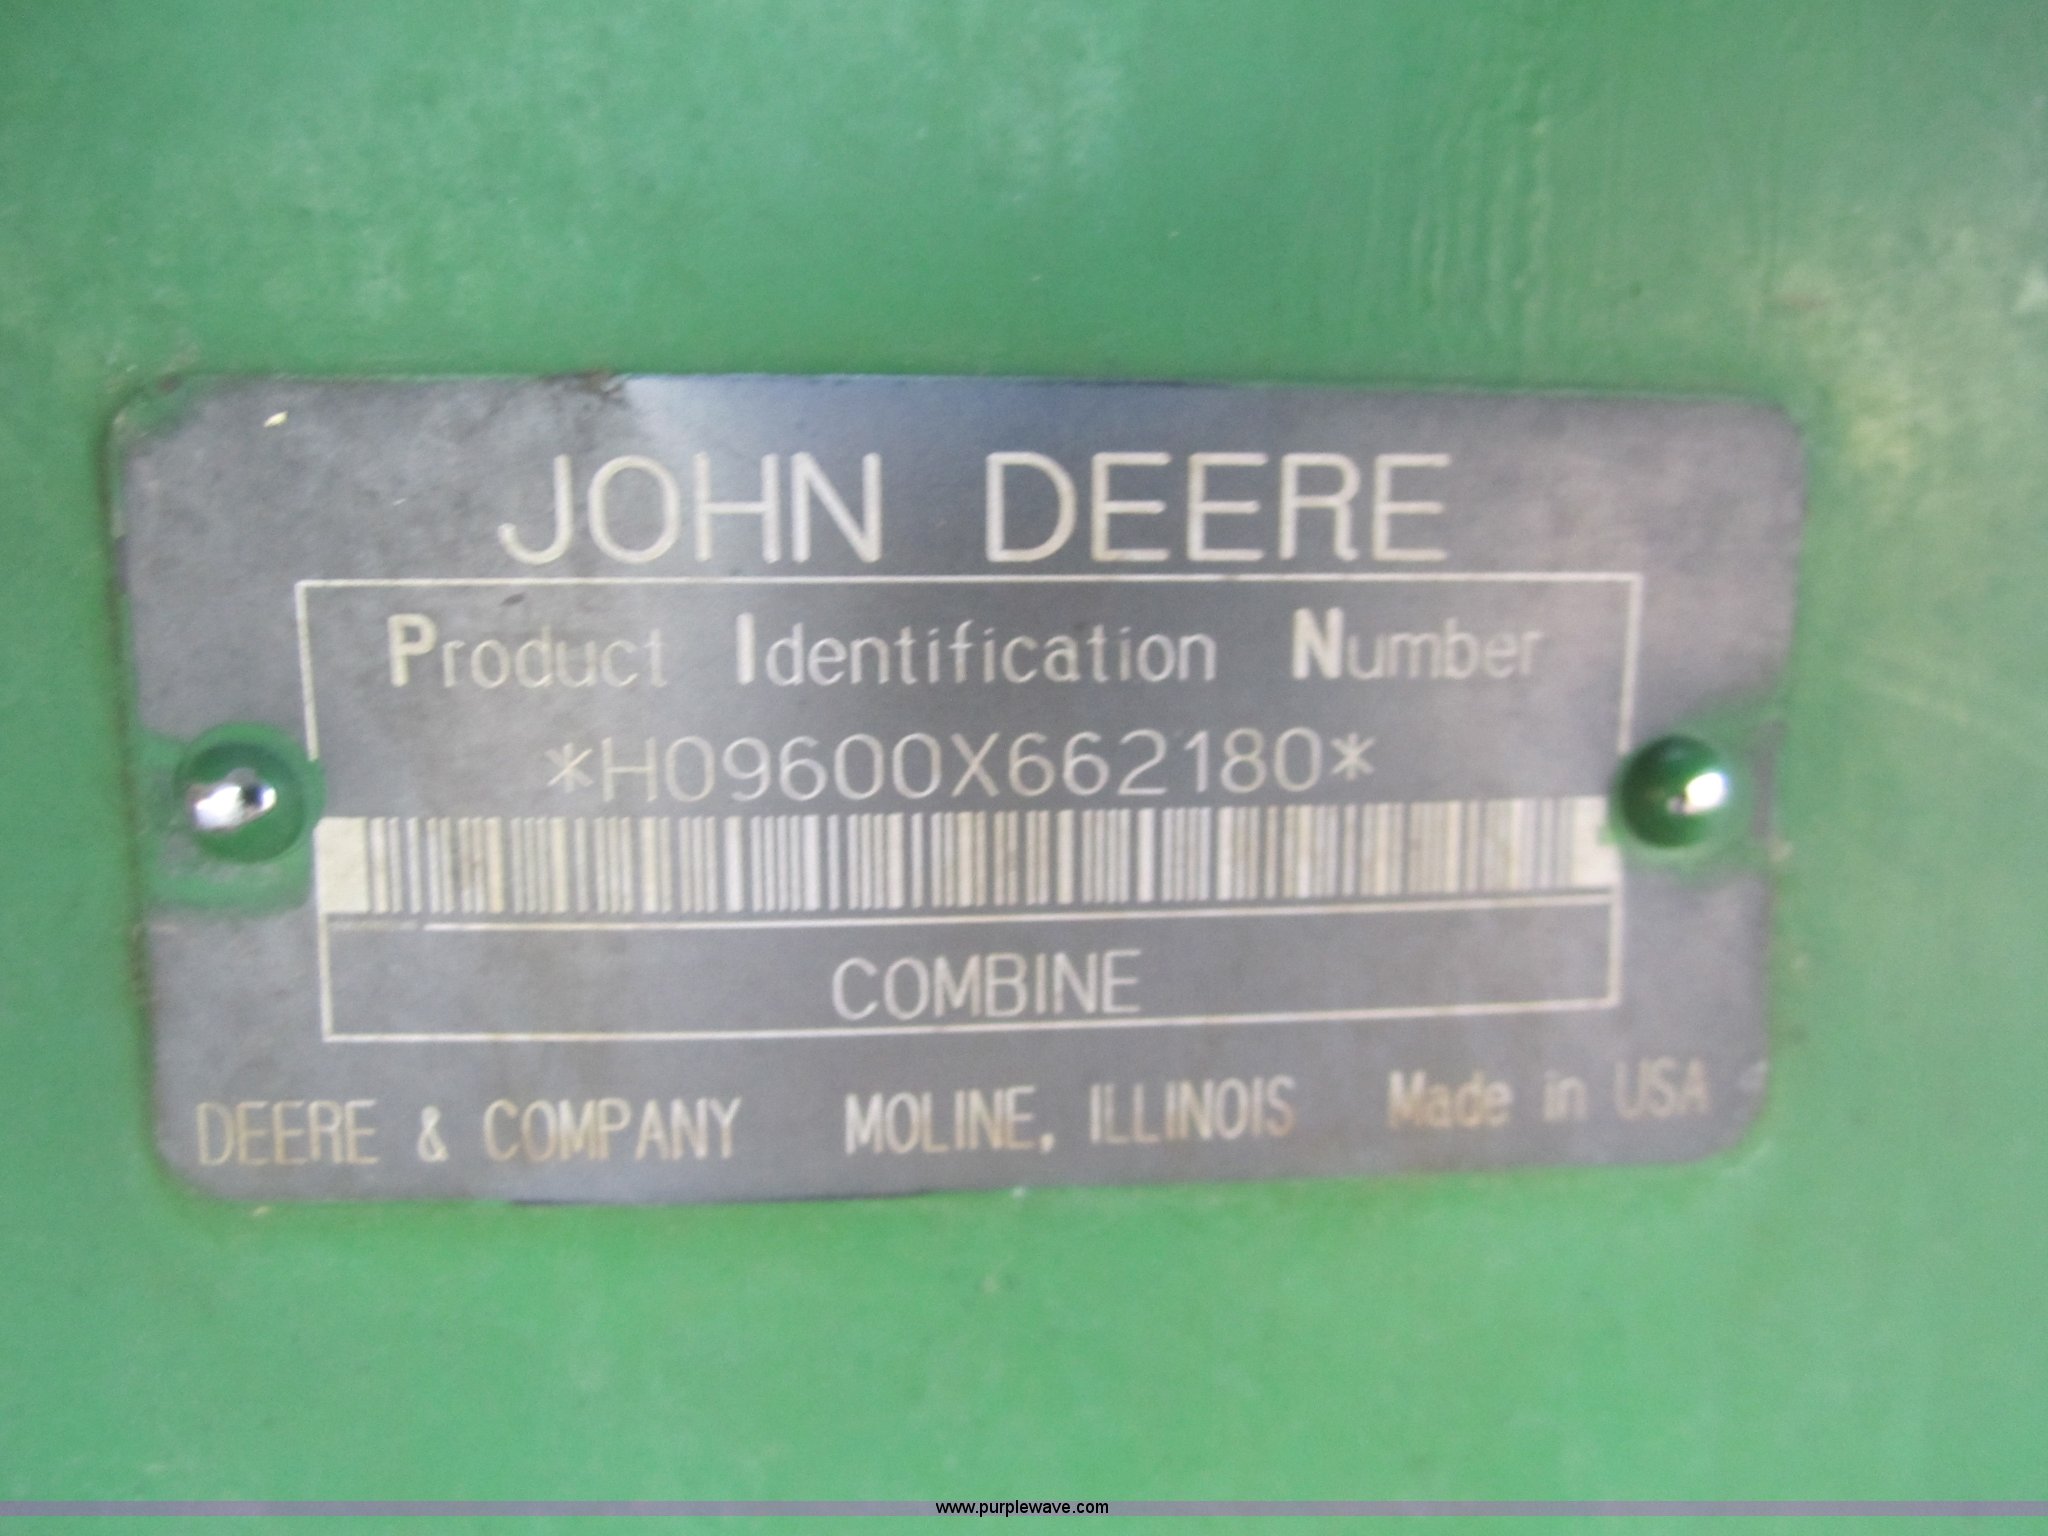 JOHN DEERE
Product Identification Number
*H09600X662180*
COMBINE
DEERE & COMPANY MOLINE, ILLINOIS Made in USA
www.purplewave.com